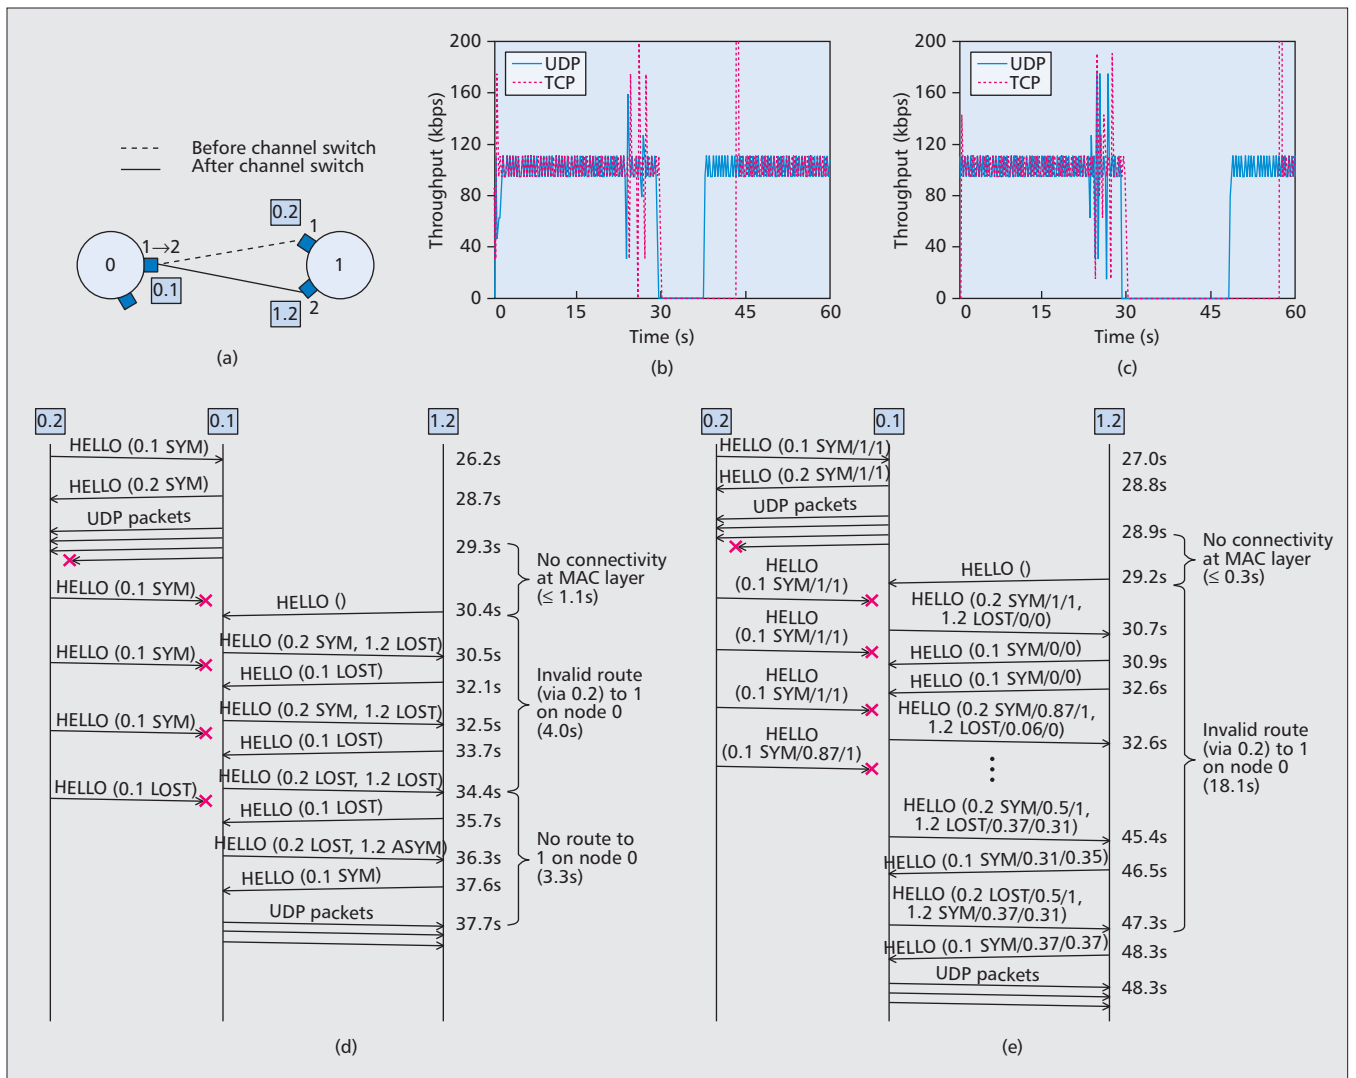 200
160
120
80
40
0
Throughput (kbps)
UDP
TCP
0
15
30
45
60
Time (s)
(b)
200
160
120
80
40
0
Throughput (kbps)
UDP
TCP
0
15
30
45
60
Time (s)
(c)
Before channel switch
After channel switch
0.2
1
1→2
0
1
0.1
1.2
2
(a)
0.2
0.1
1.2
HELLO (0.1 SYM)
26.2s
HELLO (0.2 SYM)
28.7s
UDP packets
29.3s
No connectivity
at MAC layer
(≤ 1.1s)
HELLO (0.1 SYM)
HELLO ()
30.4s
HELLO (0.2 SYM, 1.2 LOST)
30.5s
HELLO (0.1 SYM)
HELLO (0.1 LOST)
32.1s
Invalid route
(via 0.2) to 1
on node 0
(4.0s)
HELLO (0.2 SYM, 1.2 LOST)
32.5s
HELLO (0.1 SYM)
HELLO (0.1 LOST)
33.7s
HELLO (0.2 LOST, 1.2 LOST)
34.4s
HELLO (0.1 LOST)
HELLO (0.1 LOST)
35.7s
No route to
1 on node 0
(3.3s)
HELLO (0.2 LOST, 1.2 ASYM)
36.3s
HELLO (0.1 SYM)
37.6s
UDP packets
37.7s
(d)
0.2
0.1
1.2
HELLO (0.1 SYM/1/1)
27.0s
HELLO (0.2 SYM/1/1)
28.8s
UDP packets
28.9s
No connectivity
at MAC layer
(≤ 0.3s)
HELLO
(0.1 SYM/1/1)
HELLO ()
29.2s
HELLO (0.2 SYM/1/1,
1.2 LOST/0/0)
30.7s
HELLO
(0.1 SYM/1/1)
HELLO (0.1 SYM/0/0)
30.9s
HELLO (0.1 SYM/0/0)
32.6s
HELLO
(0.1 SYM/1/1)
HELLO (0.2 SYM/0.87/1,
1.2 LOST/0.06/0)
32.6s
HELLO
(0.1 SYM/0.87/1)
Invalid route
(via 0.2) to 1
on node 0
(18.1s)
HELLO (0.2 SYM/0.5/1,
1.2 LOST/0.37/0.31)
45.4s
HELLO (0.1 SYM/0.31/0.35)
46.5s
HELLO (0.2 LOST/0.5/1,
1.2 SYM/0.37/0.31)
47.3s
HELLO (0.1 SYM/0.37/0.37)
48.3s
UDP packets
48.3s
(e)